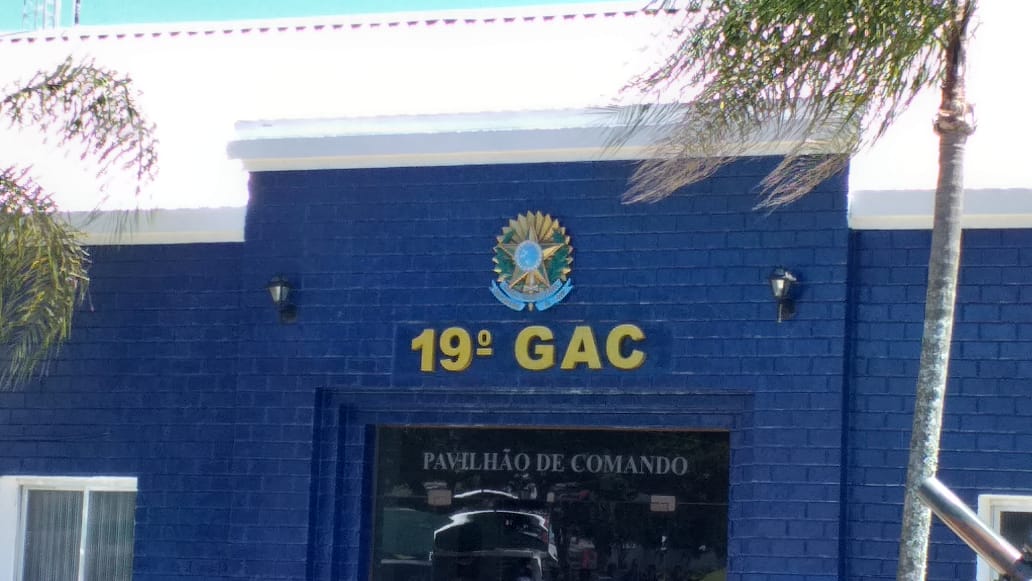 19º GAC
PAVILHÃO DE COMANDO